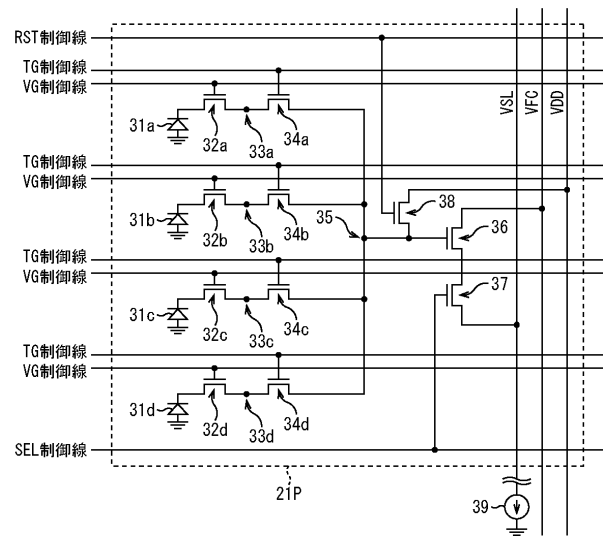 RST制御線
TG制御線
VG制御線
31a
32a
33a
34a
VSL
VFC
VDD
TG制御線
VG制御線
31b
32b
33b
34b
35
38
36
TG制御線
VG制御線
31c
32c
33c
34c
37
TG制御線
VG制御線
31d
32d
33d
34d
SEL制御線
21P
39